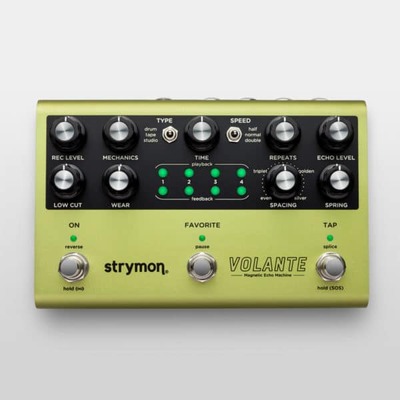 TYPE
SPEED
drum
tape
studio
half
normal
double
REC LEVEL
MECHANICS
TIME
REPEATS
ECHO LEVEL
playback
1 2 3 4
feedback
triplet
golden
even
silver
LOW CUT
WEAR
SPACING
SPRING
ON
FAVORITE
TAP
reverse
pause
splice
strymon®
VOLANTE
Magnetic Echo Machine
hold (∞)
hold (SOS)